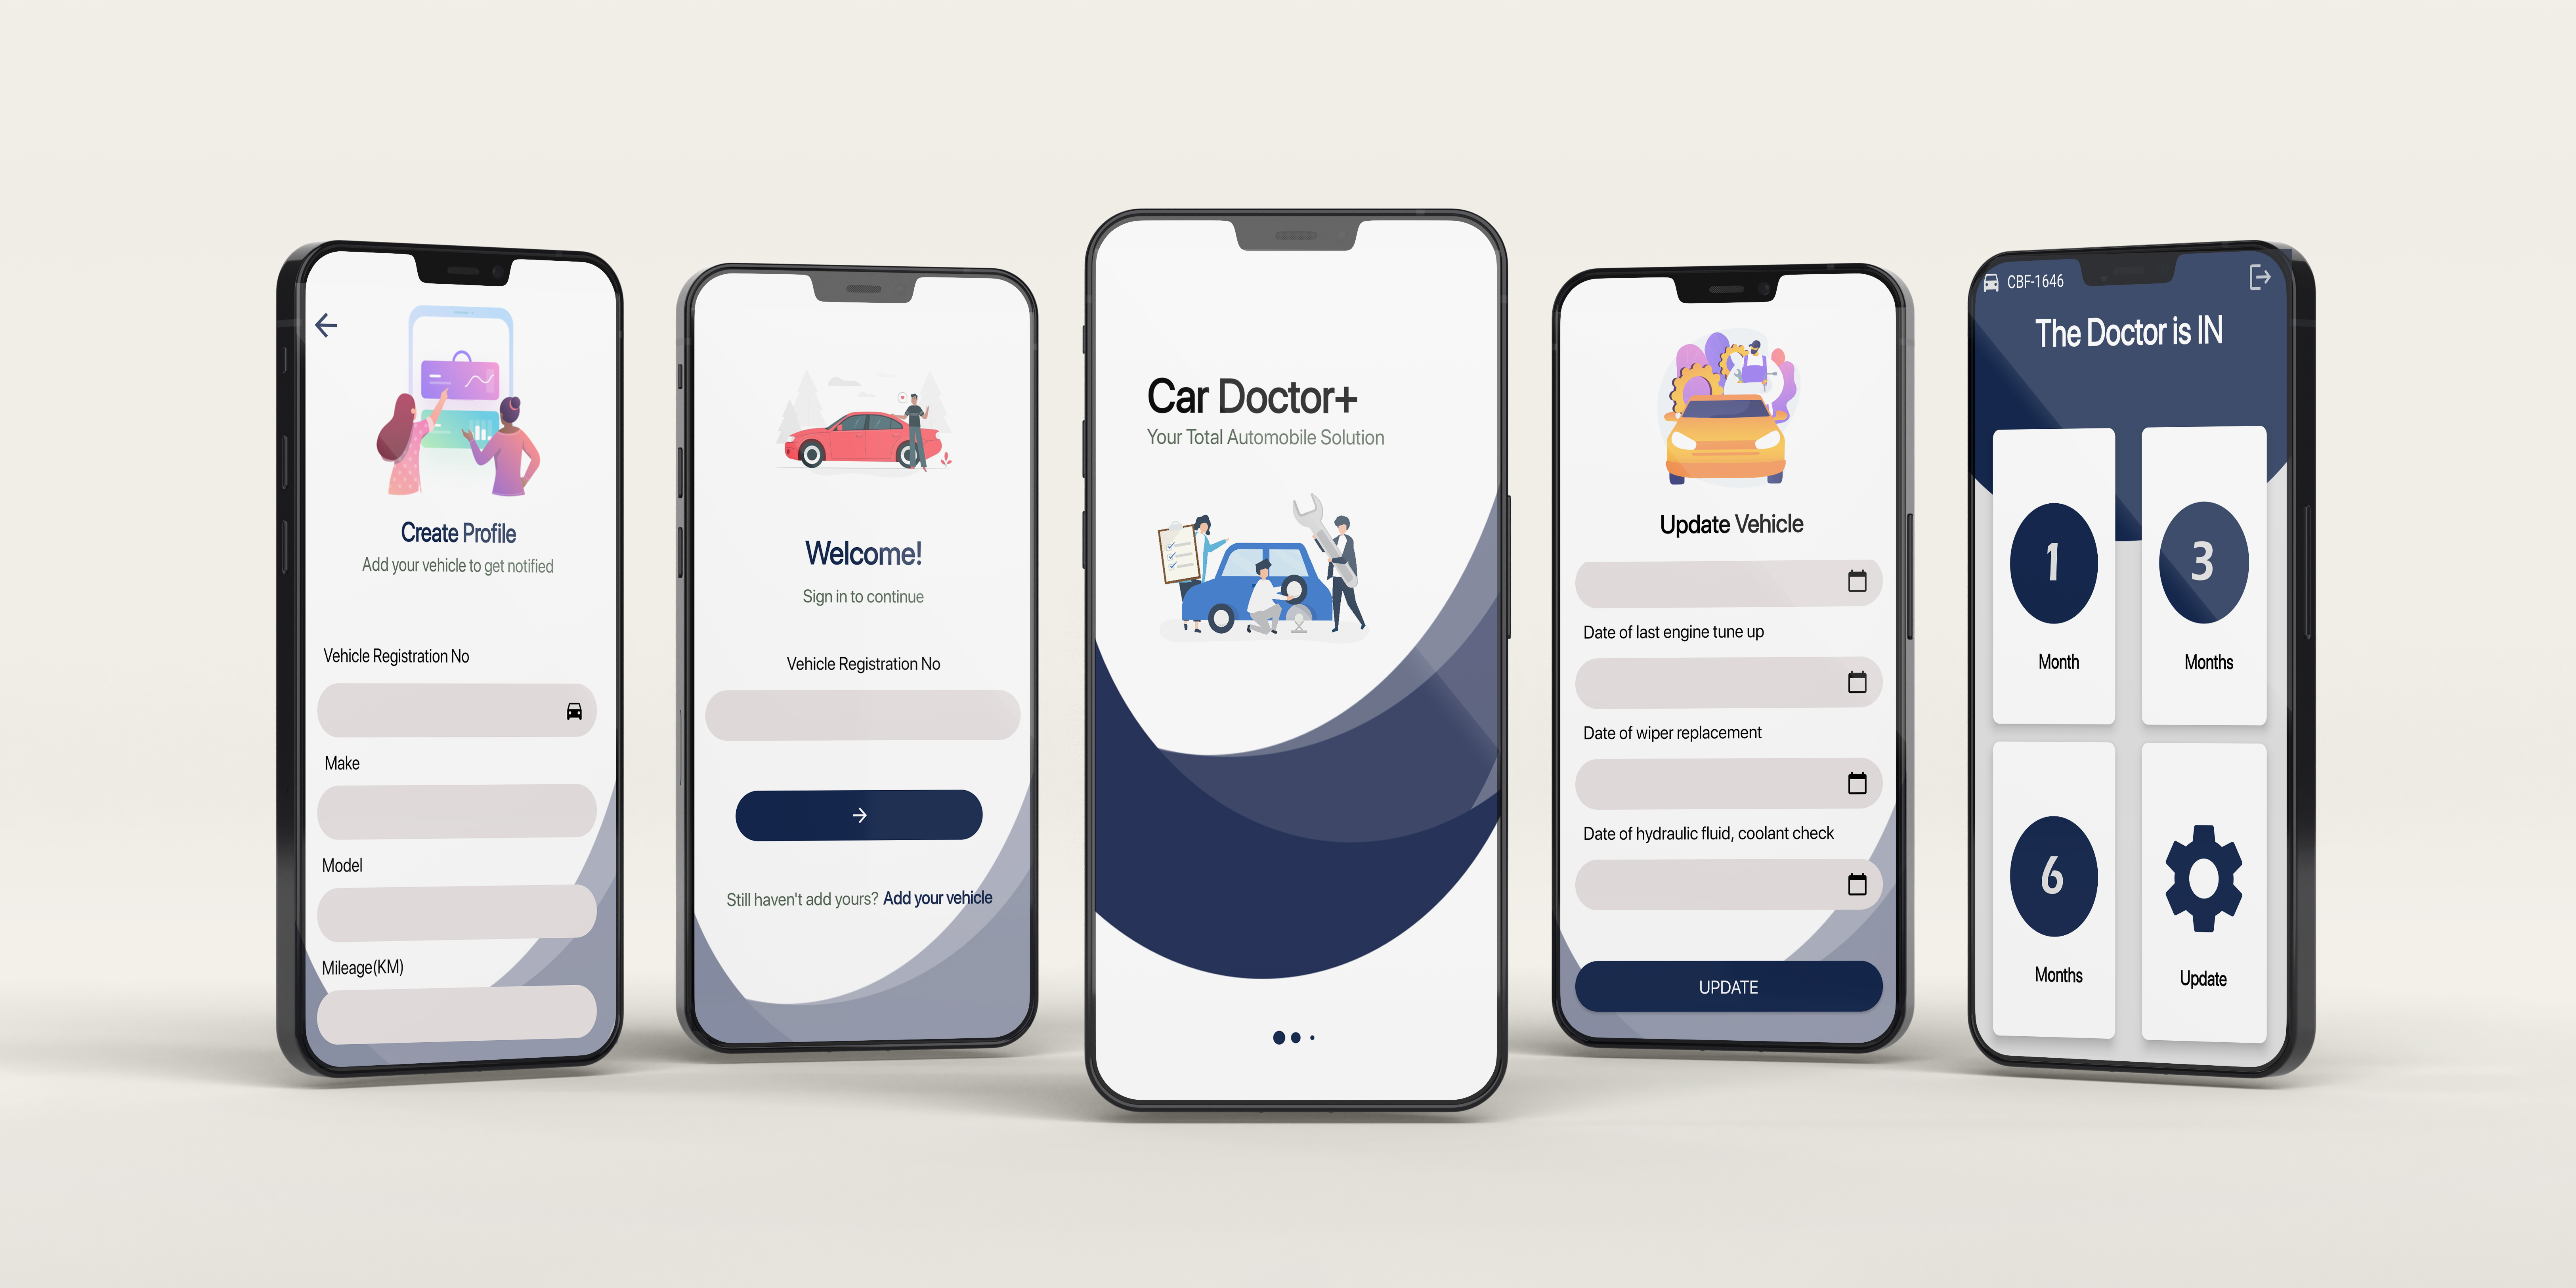 Create Profile
Add your vehicle to get notified
Vehicle Registration No
Make
Model
Mileage(KM)
Welcome!
Sign in to continue
Vehicle Registration No
Still haven't add yours? Add your vehicle
Car Doctor+
Your Total Automobile Solution
Update Vehicle
Date of last engine tune up
Date of wiper replacement
Date of hydraulic fluid, coolant check
UPDATE
CBF-1646
The Doctor is IN
1
Month
3
Months
6
Months
Update